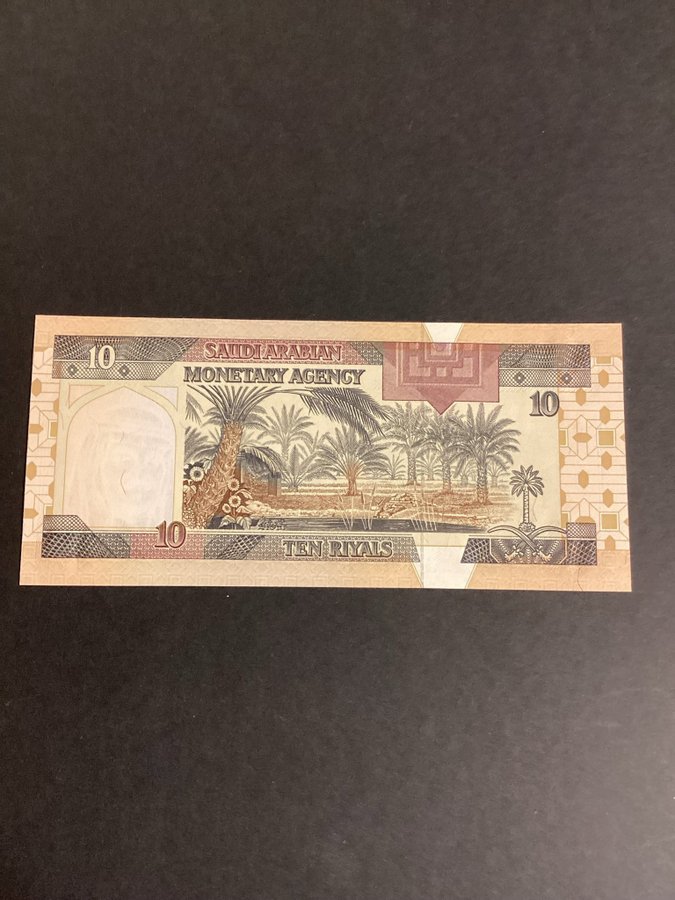 10
SAUDI ARABIAN
MONETARY AGENCY
10
10
TEN RIYALS